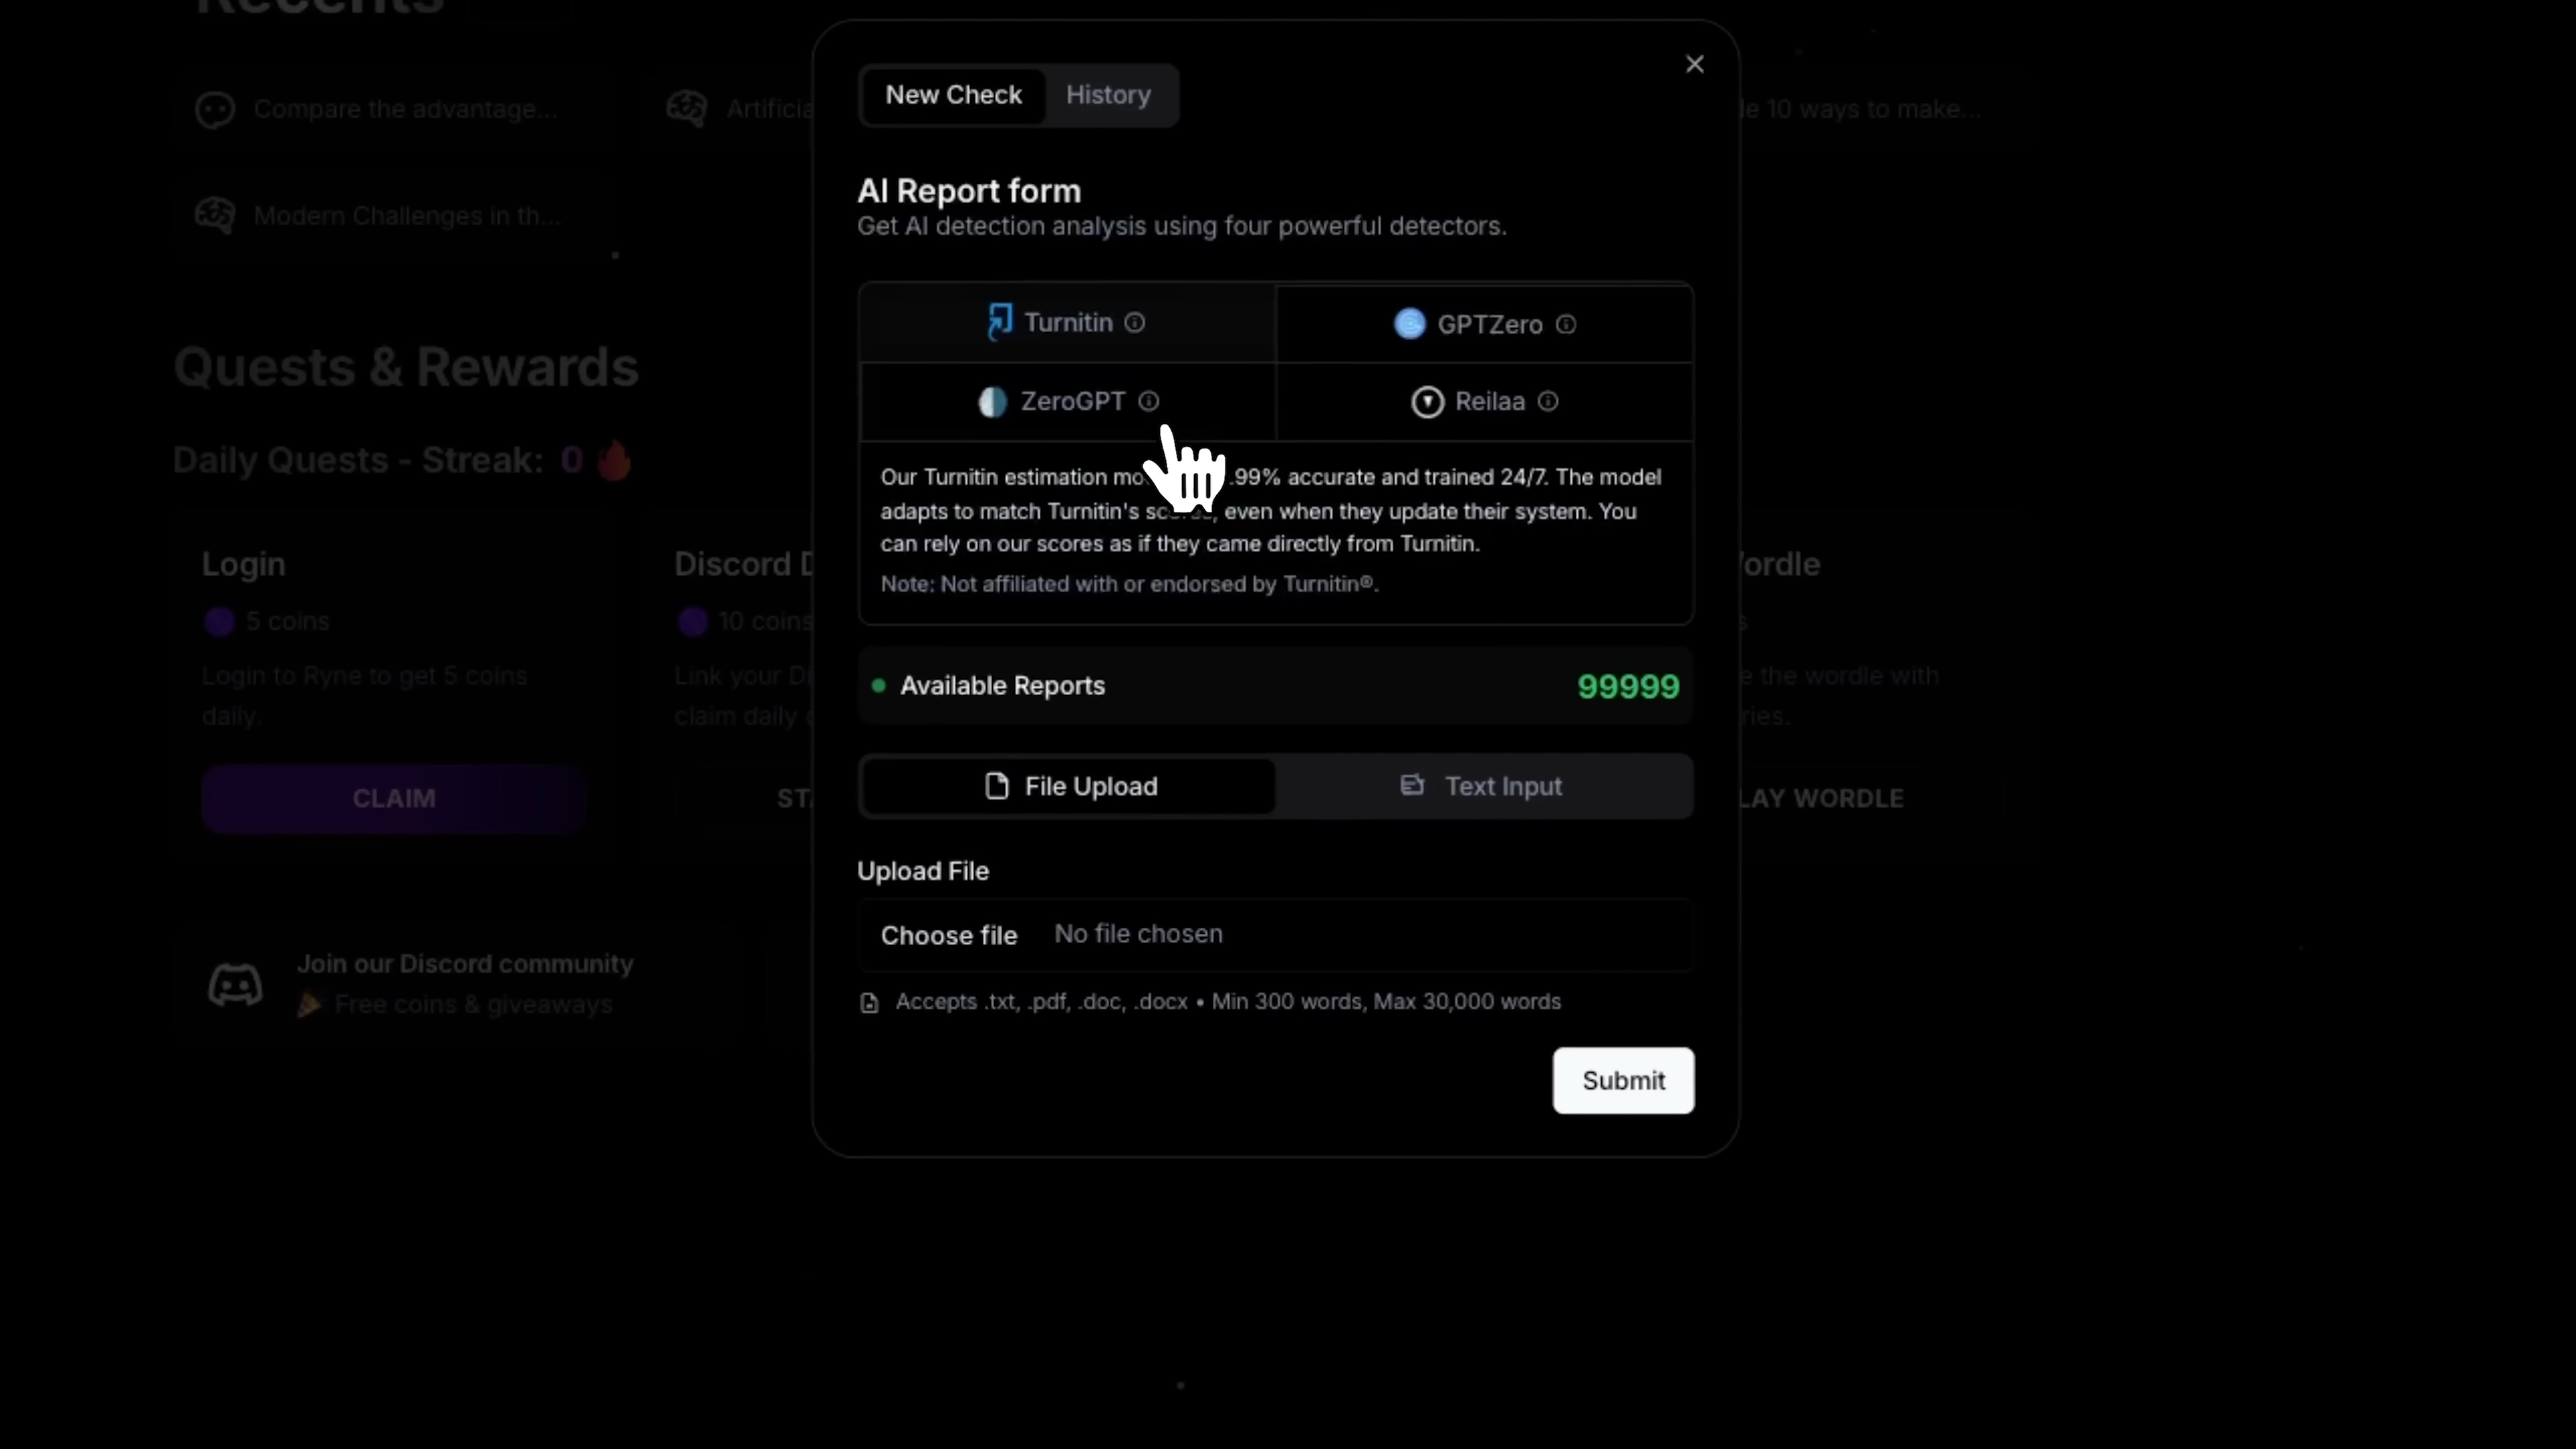 Recents
Compare the advantage...
10 ways to make...
Modern Challenges in th...
Quests & Rewards
Daily Quests - Streak: 0
Login
5 coins
Login to Ryne to get 5 coins
daily.
CLAIM
Discord
10 coins
Link your
claim daily
the wordle with
LAY WORDLE
Join our Discord community
Free coins & giveaways
New Check
History
AI Report form
Get AI detection analysis using four powerful detectors.
Turnitin
GPTZero
ZeroGPT
Reilaa
Our Turnitin estimation .99% accurate and trained 24/7. The model
adapts to match Turnitin's even when they update their system. You
can rely on our scores as if they came directly from Turnitin.
Note: Not affiliated with or endorsed by Turnitin®.
Available Reports
99999
File Upload
Text Input
Upload File
Choose file No file chosen
Accepts .txt, .pdf, .doc, .docx • Min 300 words, Max 30,000 words
Submit